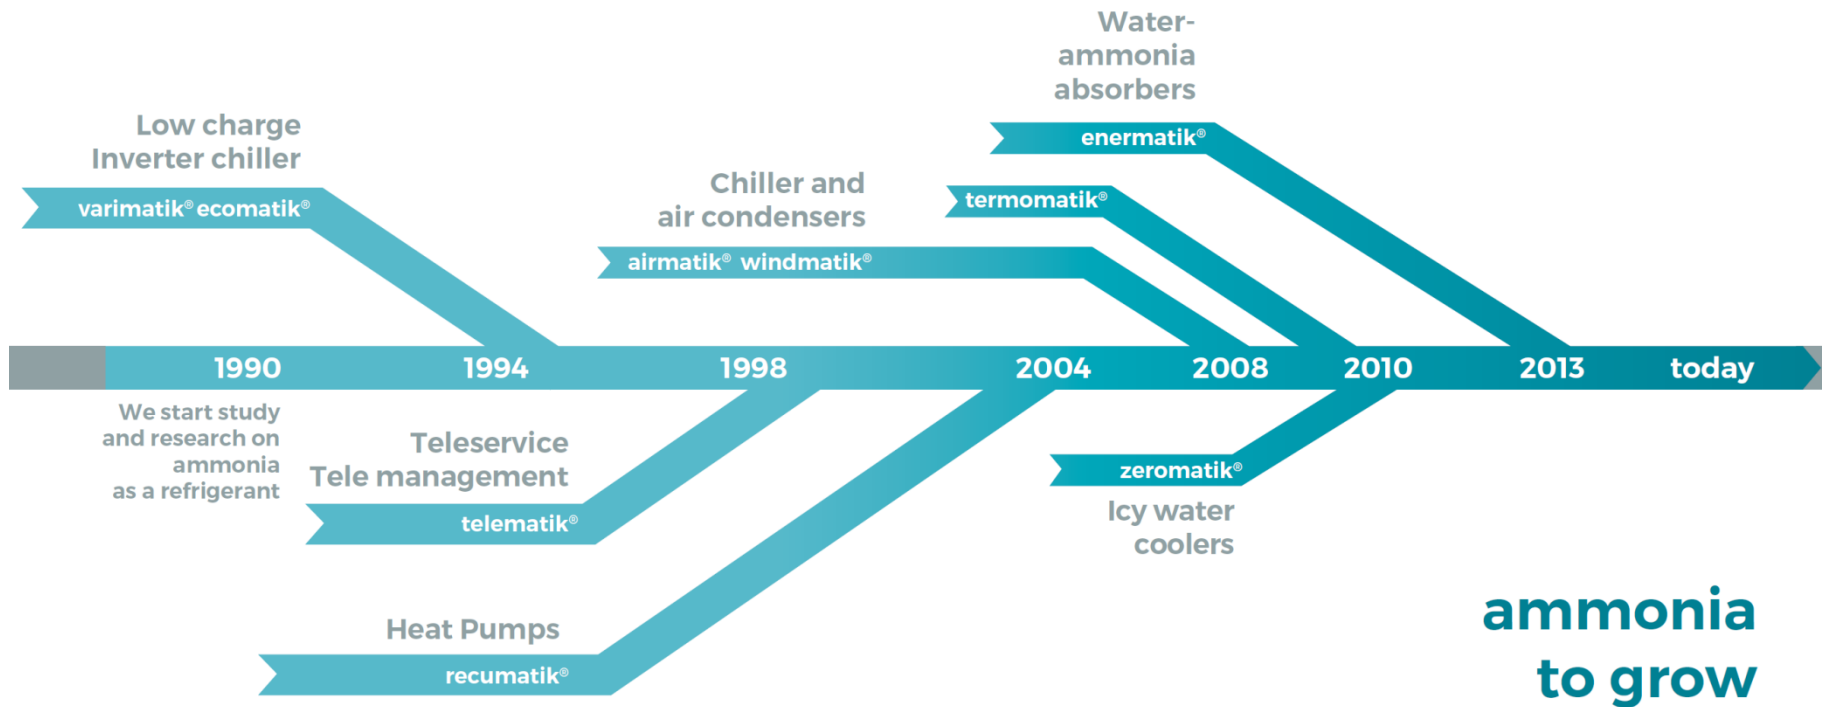 Water-
ammonia
absorbers
enermatik®
Low charge
Inverter chiller
varimatik® ecomatik®
Chiller and
air condensers
termomatik®
airmatik® windmatik®
1990 1994 1998 2004 2008 2010 2013 today
We start study
and research on
ammonia
as a refrigerant
Teleservice
Tele management
telematik®
zeromatik®
Icy water
coolers
Heat Pumps
recumatik®
ammonia
to grow